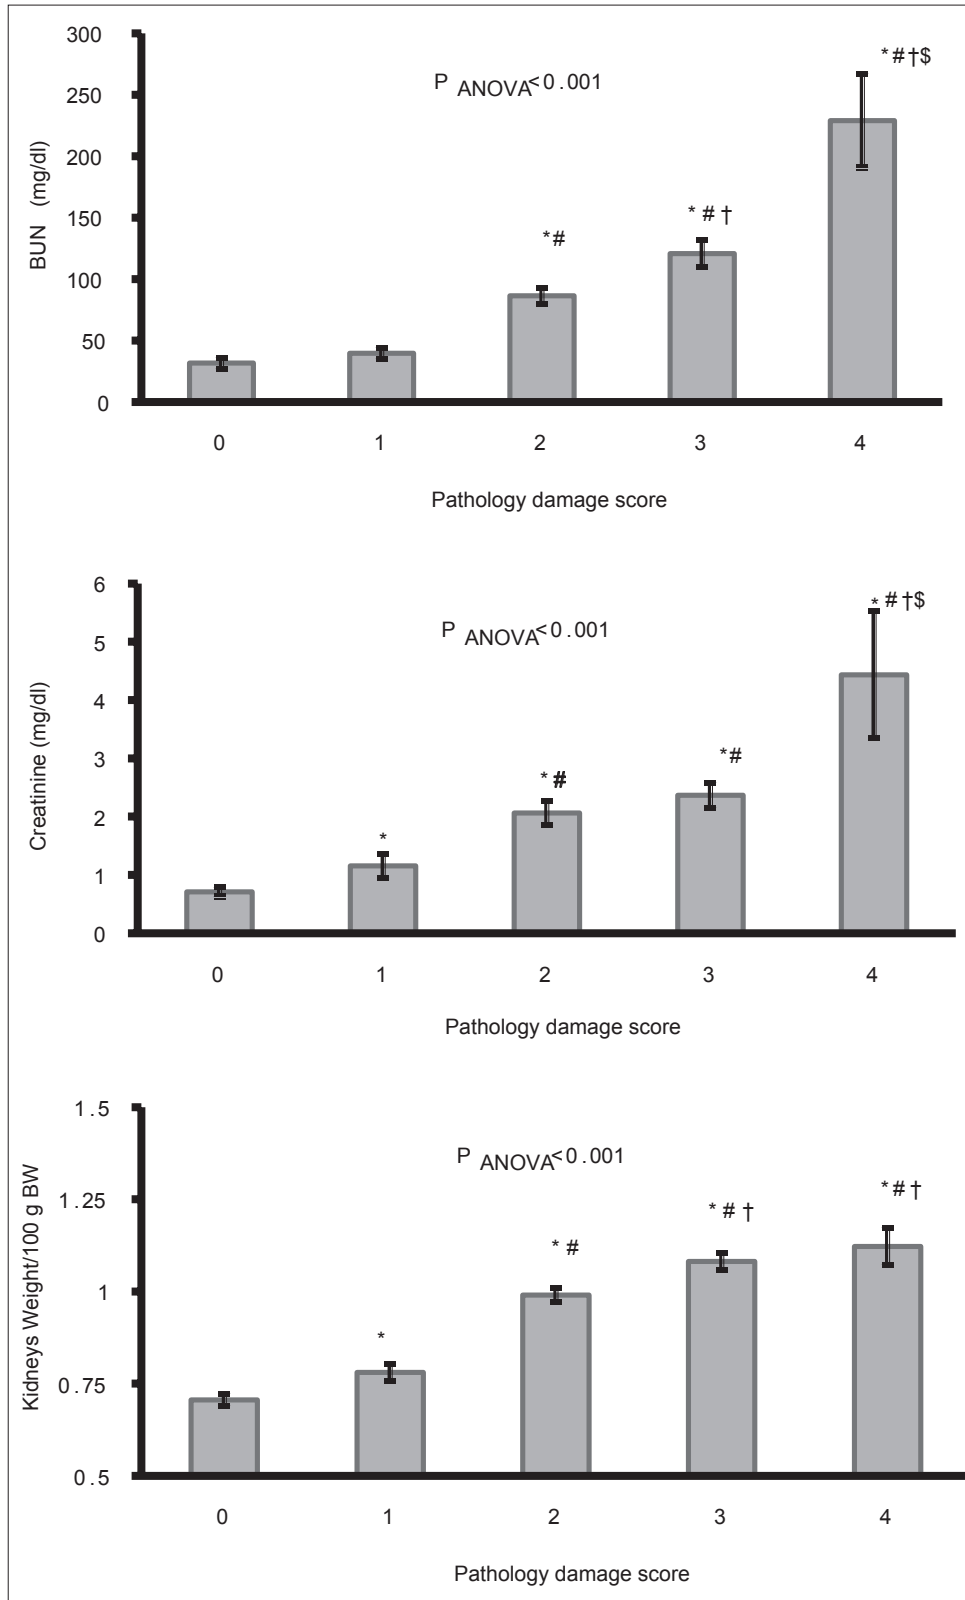 300
250
200
150
100
50
0
BUN (mg/dl)
P ANOVA<0.001
*#
*#†
*#†$
0 1 2 3 4
Pathology damage score
6
5
4
3
2
1
0
Creatinine (mg/dl)
P ANOVA<0.001
*
*#
*#
*#†$
0 1 2 3 4
Pathology damage score
1.5
1.25
1
0.75
0.5
Kidneys Weight/100 g BW
P ANOVA<0.001
*
*#
*#†
*#†
0 1 2 3 4
Pathology damage score